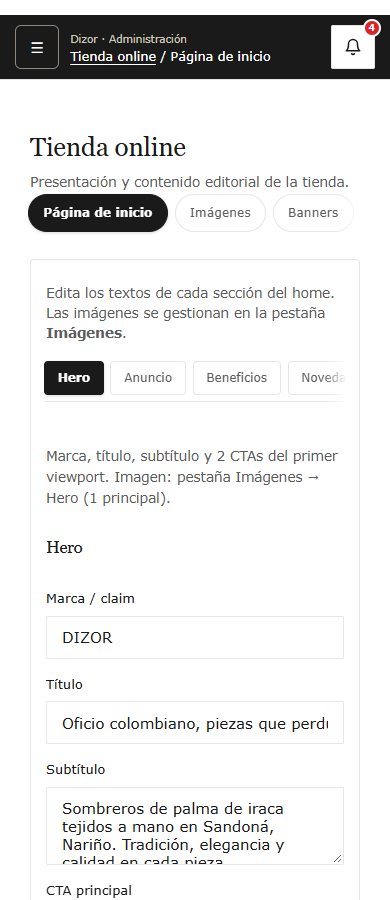 ☰
Dizor · Administración
Tienda online / Página de inicio
4
Tienda online
Presentación y contenido editorial de la tienda.
Página de inicio
Imágenes
Banners
Edita los textos de cada sección del home.
Las imágenes se gestionan en la pestaña
Imágenes.
Hero
Anuncio
Beneficios
Noveda
Marca, título, subtítulo y 2 CTAs del primer
viewport. Imagen: pestaña Imágenes →
Hero (1 principal).
Hero
Marca / claim
DIZOR
Título
Oficio colombiano, piezas que perdu
Subtítulo
Sombreros de palma de iraca
tejidos a mano en Sandoná,
Nariño. Tradición, elegancia y
calidad en cada pieza
CTA principal